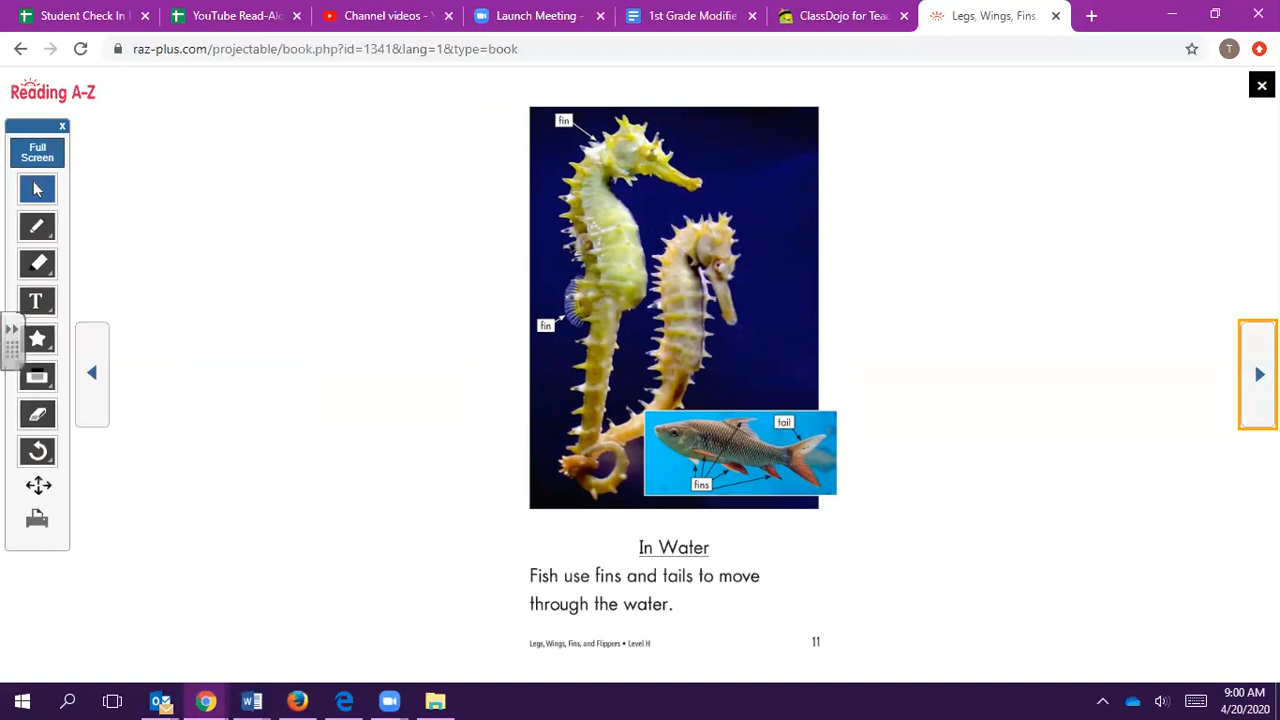 Student Check In
YouTube Read-Alo
Channel videos - Y
Launch Meeting -
1st Grade Modifie
ClassDojo for Teac
Legs, Wings, Fins,
raz-plus.com/projectable/book.php?id=1341&lang=1&type=book
T
Reading A-Z
x
Full
Screen
T
fin
fin
tail
fins
In Water
Fish use fins and tails to move
through the water.
Legs, Wings, Fins, and Flippers • Level H
11
9:00 AM
4/20/2020